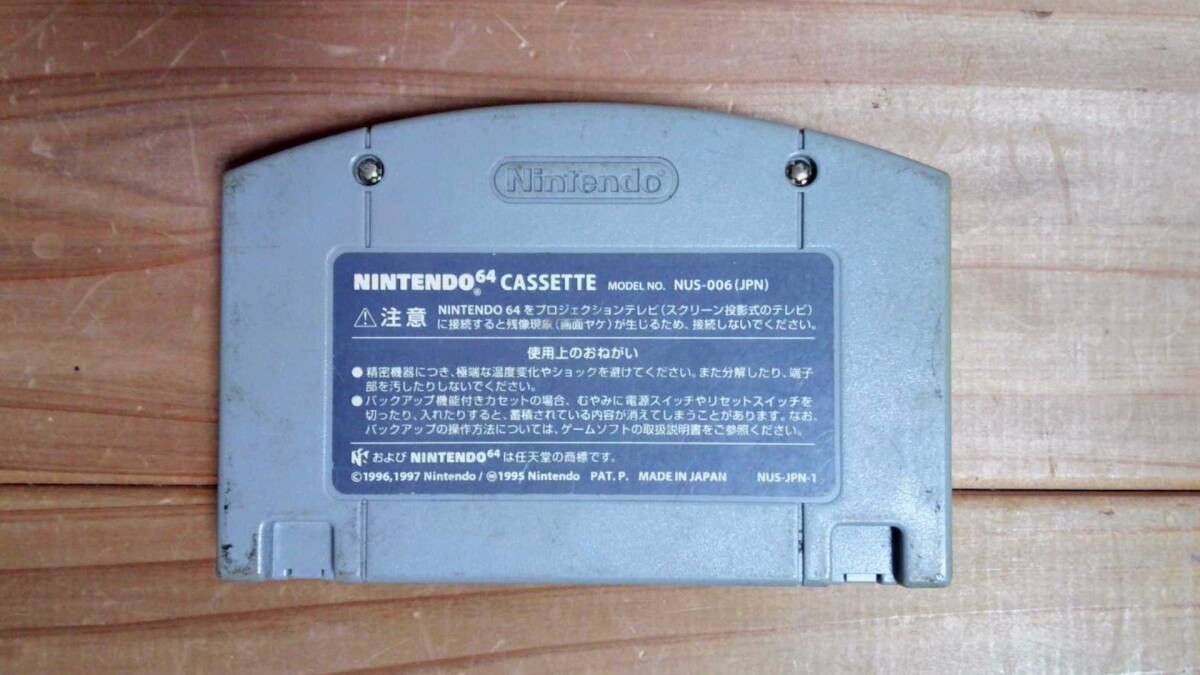 Nintendo
NINTENDO64® CASSETTE MODEL NO. NUS-006(JPN)
注意 NINTENDO 64 をプロジェクションテレビ(スクリーン投影式のテレビ)
に接続すると残像現象(画面ヤケ)が生じるため、接続しないでください。
使用上のおねがい
●精密機器につき、極端な温度変化やショックを避けてください。また分解したり、端子
部を汚したりしないでください。
●バックアップ機能付きカセットの場合、むやみに電源スイッチやリセットスイッチを
切ったり、入れたりすると、蓄積されている内容が消えてしまうことがあります。なお、
バックアップの操作方法については、ゲームソフトの取扱説明書をご参照ください。
および NINTENDO64 は任天堂の商標です。
©1996,1997 Nintendo/Ⓜ1995 Nintendo PAT. P. MADE IN JAPAN NUS-JPN-1